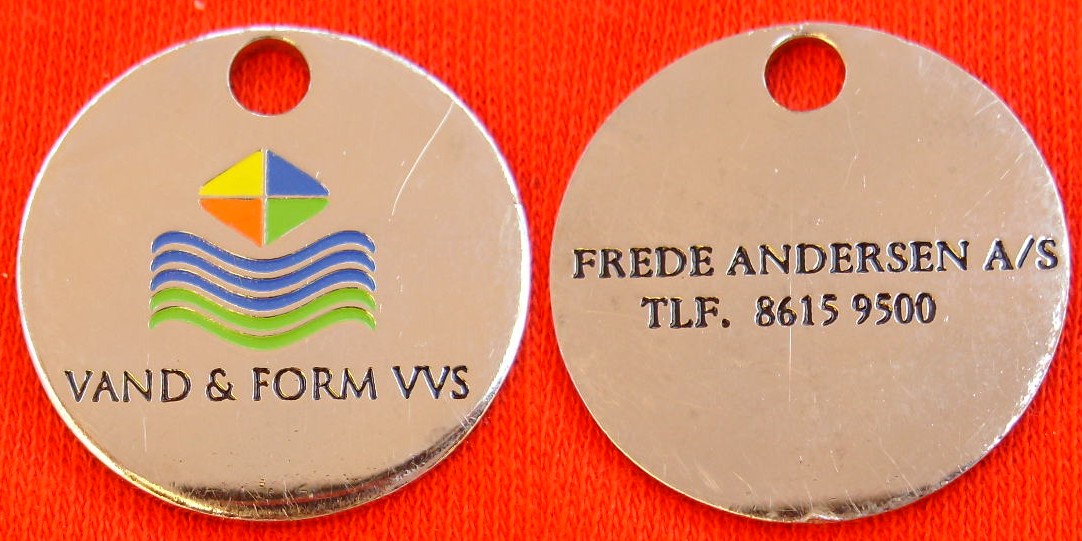 VAND & FORM VVS
FREDE ANDERSEN A/S
TLF. 8615 9500